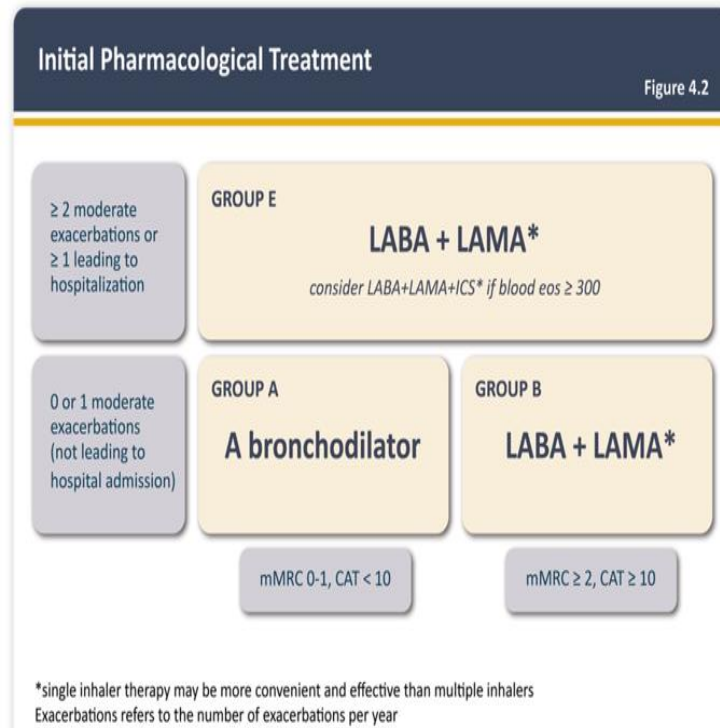 Initial Pharmacological Treatment
Figure 4.2
≥ 2 moderate
exacerbations or
≥ 1 leading to
hospitalization
GROUP E
LABA + LAMA*
consider LABA+LAMA+ICS* if blood eos ≥ 300
0 or 1 moderate
exacerbations
(not leading to
hospital admission)
GROUP A
A bronchodilator
GROUP B
LABA + LAMA*
mMRC 0-1, CAT < 10
mMRC ≥ 2, CAT ≥ 10
*single inhaler therapy may be more convenient and effective than multiple inhalers
Exacerbations refers to the number of exacerbations per year